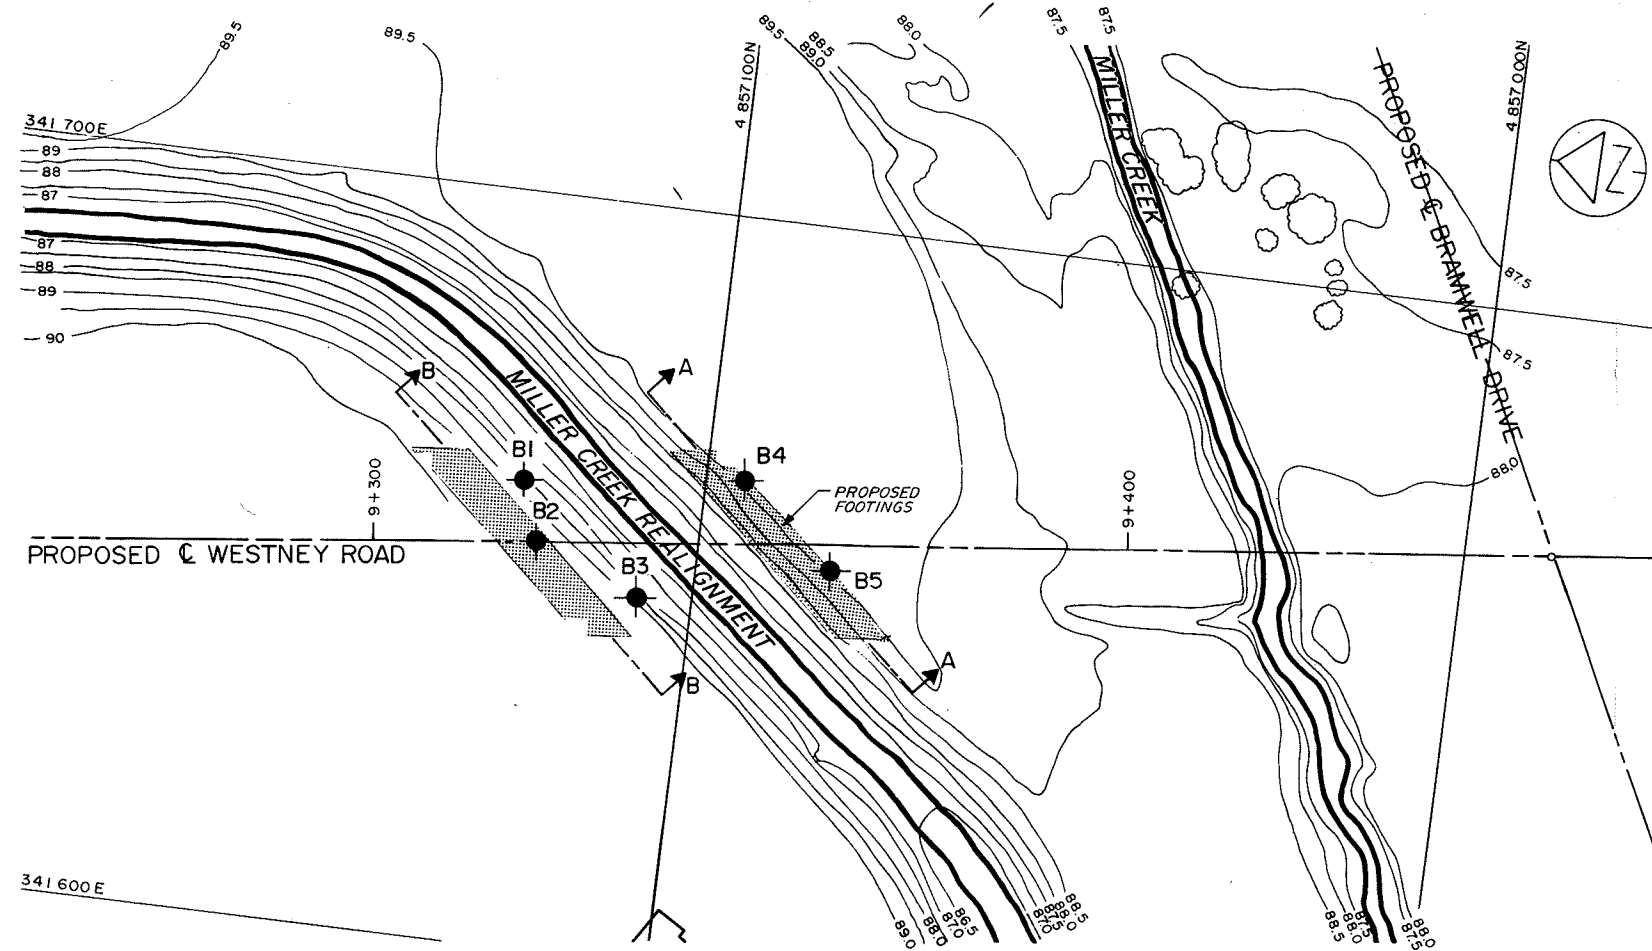 89.5
89.5
89.5
89.0
88.5
88.0
87.5
87.5
4 857 100N
4 857 000N
341 700 E
89
88
87
87
88
89
90
MILLER CREEK
PROPOSED ℄ BRAMWELL DRIVE
N
87.5
87.5
88.0
B
A
MILLER CREEK REALIGNMENT
B1
B2
B3
B4
B5
PROPOSED
FOOTINGS
9+300
9+400
PROPOSED ℄ WESTNEY ROAD
A
B
341 600 E
89.0
88.0
87.0
86.5
87.0
87.5
88.0
88.5
88.5
88.0
87.5
87.5
88.0